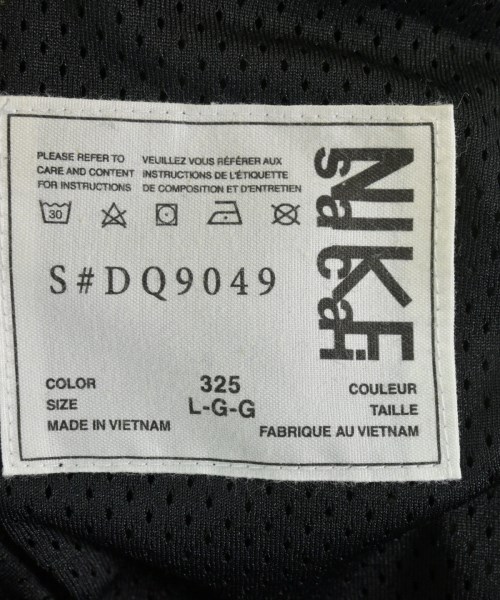 PLEASE REFER TO
CARE AND CONTENT
FOR INSTRUCTIONS
VEUILLEZ VOUS RÉFÉRER AUX
INSTRUCTIONS DE L'ÉTIQUETTE
DE COMPOSITION ET D'ENTRETIEN
30
S#DQ9049
NIKE
sacai
COLOR 325 COULEUR
SIZE L-G-G TAILLE
MADE IN VIETNAM FABRIQUE AU VIETNAM